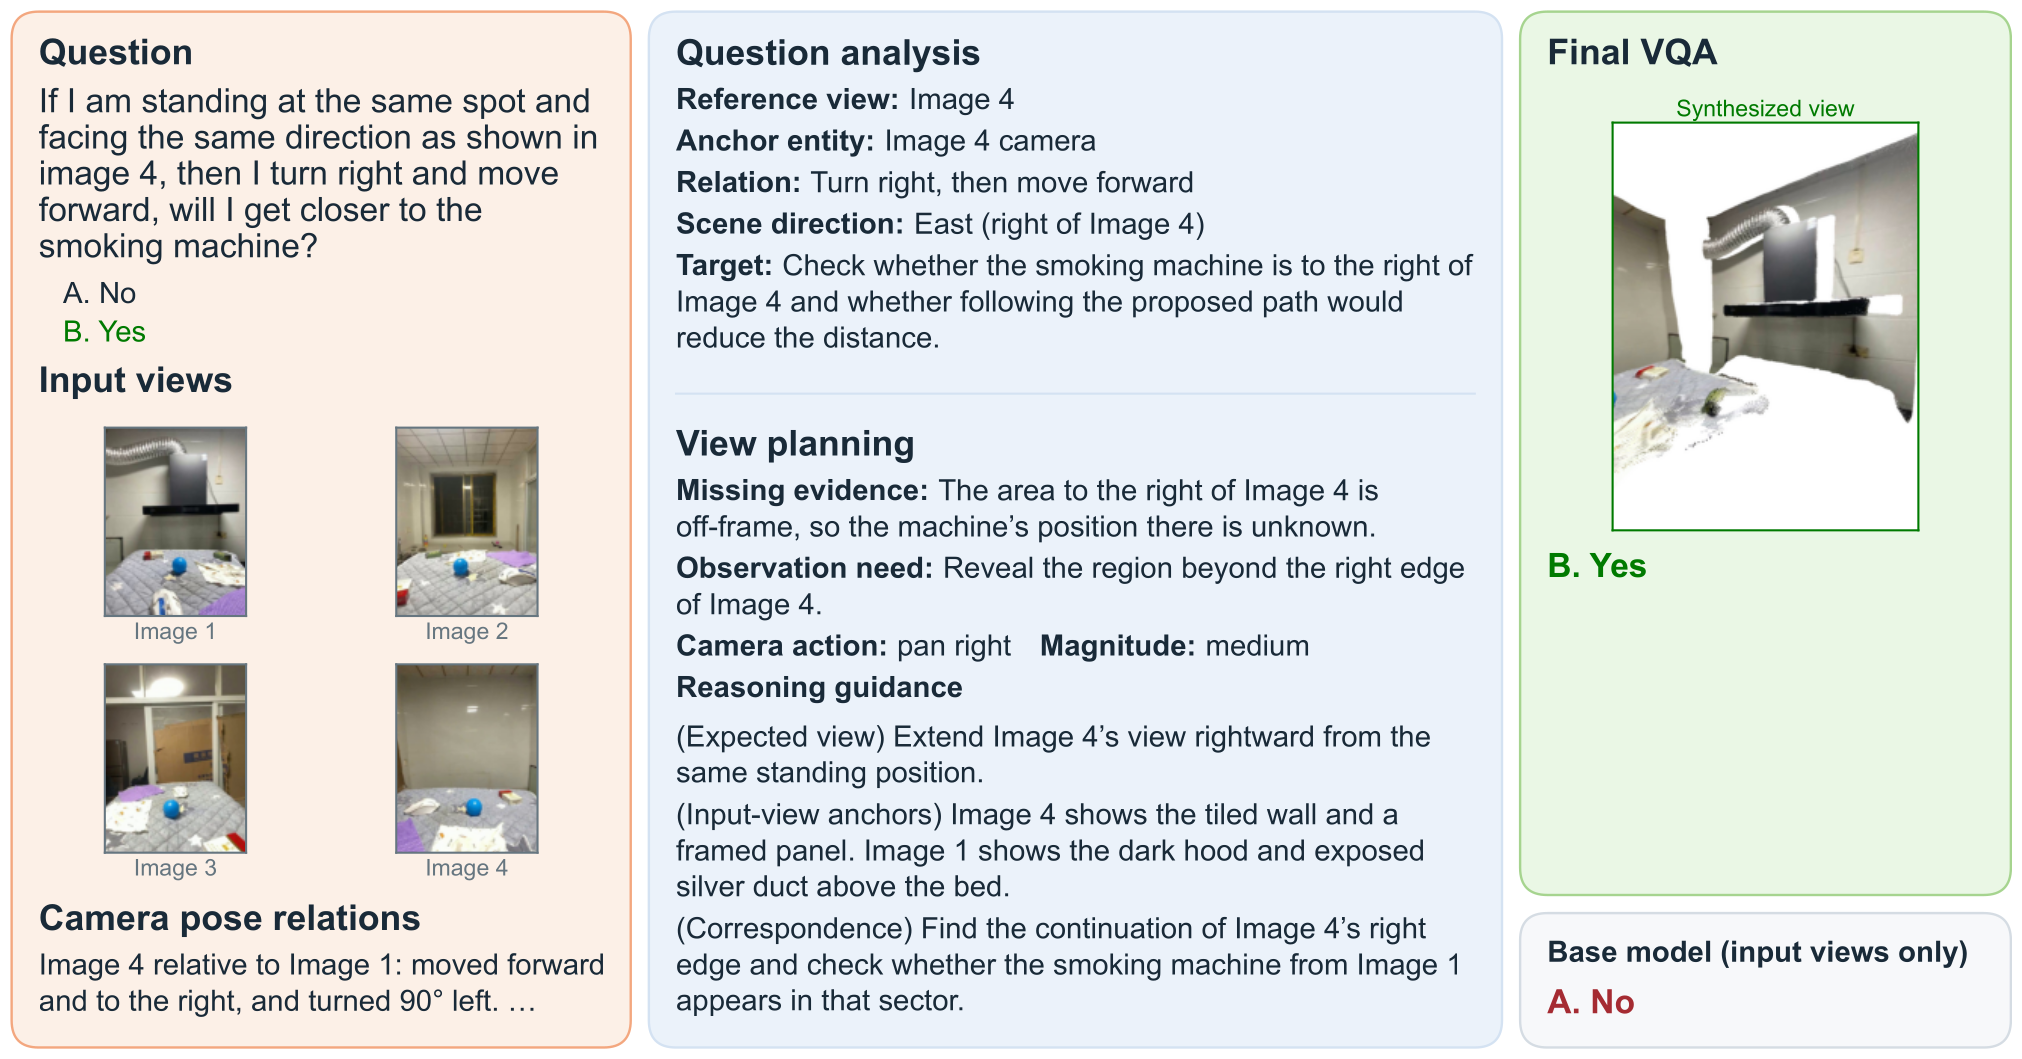 Question
If I am standing at the same spot and
facing the same direction as shown in
image 4, then I turn right and move
forward, will I get closer to the
smoking machine?
A. No
B. Yes
Input views
Image 1
Image 2
Image 3
Image 4
Camera pose relations
Image 4 relative to Image 1: moved forward
and to the right, and turned 90° left. …
Question analysis
Reference view: Image 4
Anchor entity: Image 4 camera
Relation: Turn right, then move forward
Scene direction: East (right of Image 4)
Target: Check whether the smoking machine is to the right of
Image 4 and whether following the proposed path would
reduce the distance.
View planning
Missing evidence: The area to the right of Image 4 is
off-frame, so the machine’s position there is unknown.
Observation need: Reveal the region beyond the right edge
of Image 4.
Camera action: pan right Magnitude: medium
Reasoning guidance
(Expected view) Extend Image 4’s view rightward from the
same standing position.
(Input-view anchors) Image 4 shows the tiled wall and a
framed panel. Image 1 shows the dark hood and exposed
silver duct above the bed.
(Correspondence) Find the continuation of Image 4’s right
edge and check whether the smoking machine from Image 1
appears in that sector.
Final VQA
Synthesized view
B. Yes
Base model (input views only)
A. No